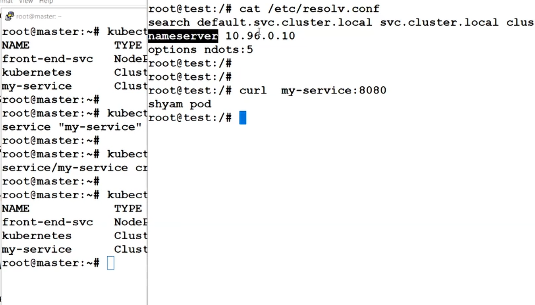 root@master: ~
root@master:~# kubect
NAME TYPE
front-end-svc NodeP
kubernetes Clust
my-service Clust
root@master:~#
root@master:~# kubect
service "my-service"
root@master:~#
root@master:~# kubect
service/my-service cr
root@master:~#
root@master:~# kubect
NAME TYPE
front-end-svc NodeP
kubernetes Clust
my-service Clust
root@master:~#
root@test:/# cat /etc/resolv.conf
search default.svc.cluster.local svc.cluster.local clus
nameserver 10.96.0.10
options ndots:5
root@test:/#
root@test:/#
root@test:/# curl my-service:8080
shyam pod
root@test:/#